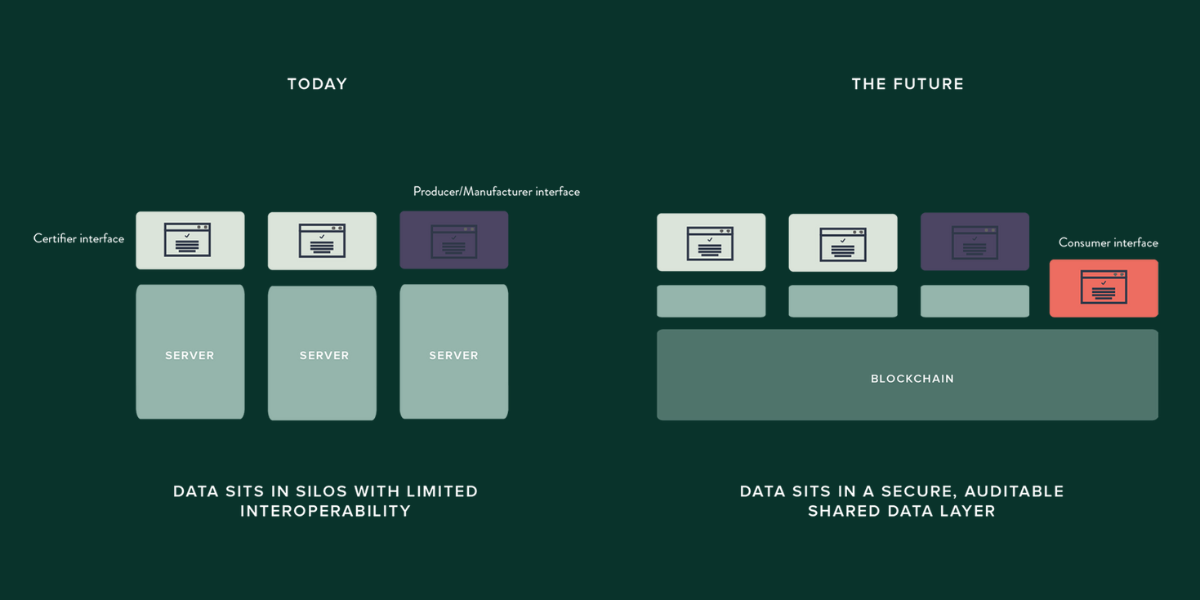 TODAY
THE FUTURE
Producer/Manufacturer interface
Certifier interface
Consumer interface
SERVER
SERVER
SERVER
BLOCKCHAIN
DATA SITS IN SILOS WITH LIMITED
INTEROPERABILITY
DATA SITS IN A SECURE, AUDITABLE
SHARED DATA LAYER